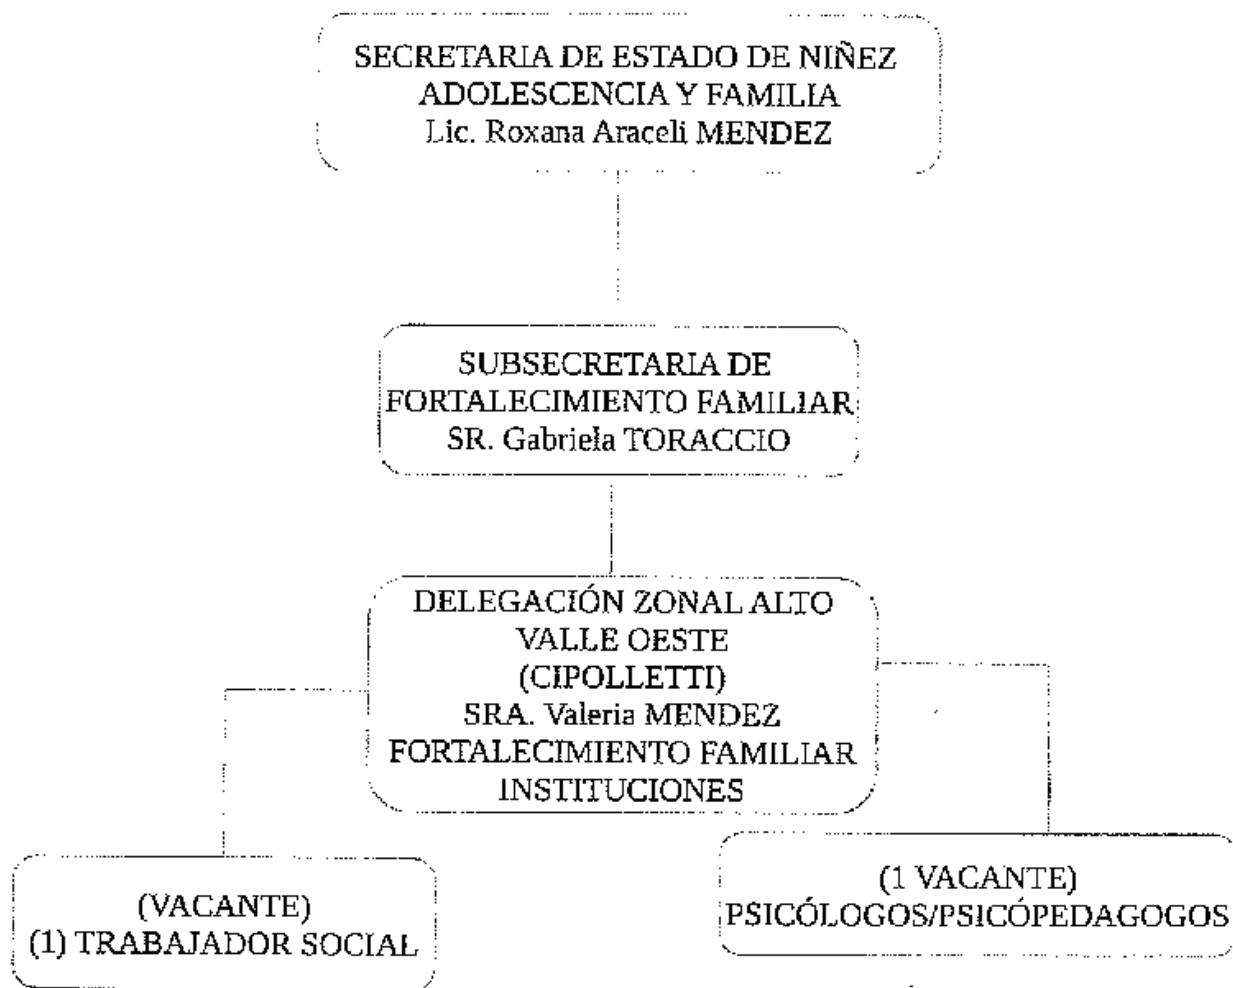 SECRETARIA DE ESTADO DE NIÑEZ
ADOLESCENCIA Y FAMILIA
Lic. Roxana Araceli MENDEZ
SUBSECRETARIA DE
FORTALECIMIENTO FAMILIAR
SR. Gabriela TORACCIO
DELEGACIÓN ZONAL ALTO
VALLE OESTE
(CIPOLLETTI)
SRA. Valeria MENDEZ
FORTALECIMIENTO FAMILIAR
INSTITUCIONES
(VACANTE)
(1) TRABAJADOR SOCIAL
(1 VACANTE)
PSICÓLOGOS/PSICÓPEDAGOGOS